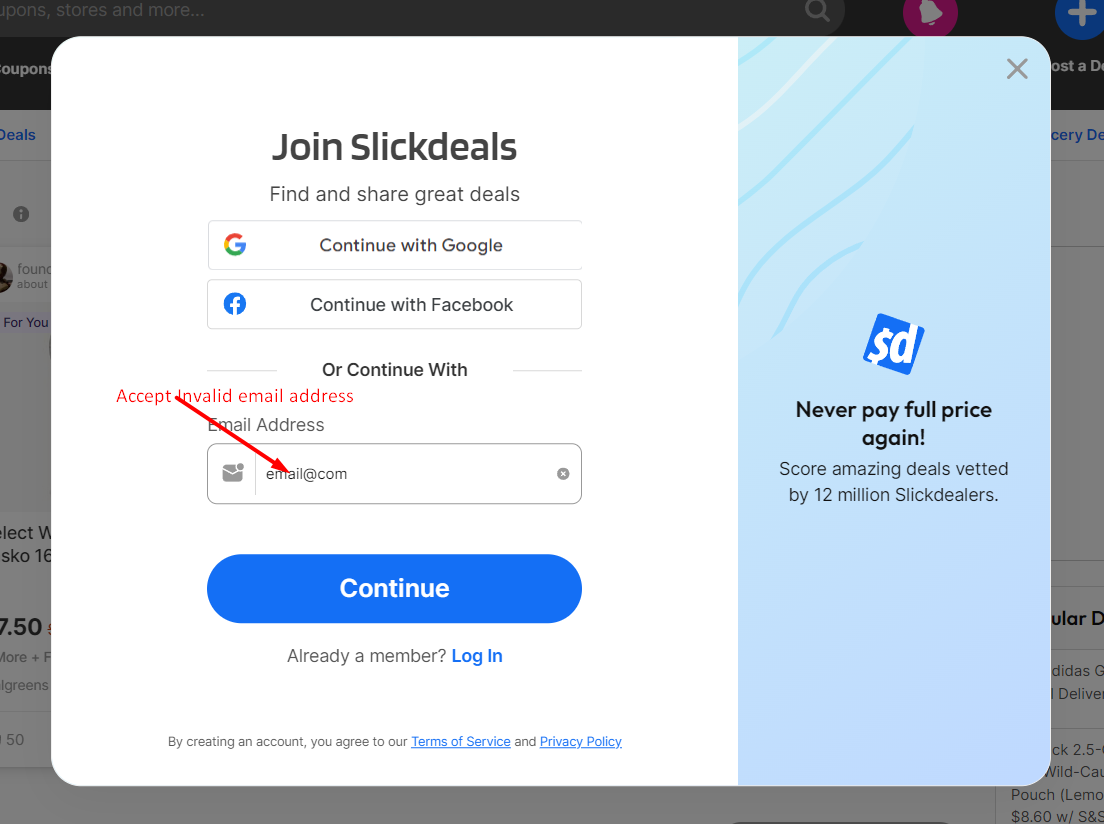 upons, stores and more...
Coupons
ost a De
Deals
cery De
Join Slickdeals
Find and share great deals
Continue with Google
Continue with Facebook
Or Continue With
Accept Invalid email address
Email Address
email@com
Continue
Already a member? Log In
By creating an account, you agree to our Terms of Service and Privacy Policy
$d
Never pay full price
again!
Score amazing deals vetted
by 12 million Slickdealers.
found
about
For You
elect W
sko 16
7.50
More + F
lgreens
50
ular D
didas G
l Deliver
ck 2.5-
Wild-Cau
Pouch (Lemo
$8.60 w/ S&S